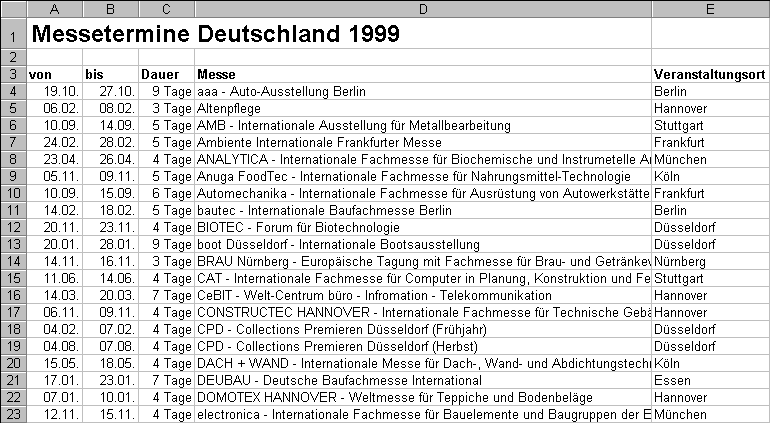 A B C D E
1 Messetermine Deutschland 1999
2
3 von bis Dauer Messe Veranstaltungsort
4 19.10. 27.10. 9 Tage aaa - Auto-Ausstellung Berlin Berlin
5 06.02. 08.02. 3 Tage Altenpflege Hannover
6 10.09. 14.09. 5 Tage AMB - Internationale Ausstellung für Metallbearbeitung Stuttgart
7 24.02. 28.02. 5 Tage Ambiente Internationale Frankfurter Messe Frankfurt
8 23.04. 26.04. 4 Tage ANALYTICA - Internationale Fachmesse für Biochemische und Instrumetelle A München
9 05.11. 09.11. 5 Tage Anuga FoodTec - Internationale Fachmesse für Nahrungsmittel-Technologie Köln
10 10.09. 15.09. 6 Tage Automechanika - Internationale Fachmesse für Ausrüstung von Autowerkstätte Frankfurt
11 14.02. 18.02. 5 Tage bautec - Internationale Baufachmesse Berlin Berlin
12 20.11. 23.11. 4 Tage BIOTEC - Forum für Biotechnologie Düsseldorf
13 20.01. 28.01. 9 Tage boot Düsseldorf - Internationale Bootsausstellung Düsseldorf
14 14.11. 16.11. 3 Tage BRAU Nürnberg - Europäische Tagung mit Fachmesse für Brau- und Getränkev Nürnberg
15 11.06. 14.06. 4 Tage CAT - Internationale Fachmesse für Computer in Planung, Konstruktion und Fe Stuttgart
16 14.03. 20.03. 7 Tage CeBIT - Welt-Centrum büro - Infromation - Telekommunikation Hannover
17 06.11. 09.11. 4 Tage CONSTRUCTEC HANNOVER - Internationale Fachmesse für Technische Gebä Hannover
18 04.02. 07.02. 4 Tage CPD - Collections Premieren Düsseldorf (Frühjahr) Düsseldorf
19 04.08. 07.08. 4 Tage CPD - Collections Premieren Düsseldorf (Herbst) Düsseldorf
20 15.05. 18.05. 4 Tage DACH + WAND - Internationale Messe für Dach-, Wand- und Abdichtungstechn Köln
21 17.01. 23.01. 7 Tage DEUBAU - Deutsche Baufachmesse International Essen
22 07.01. 10.01. 4 Tage DOMOTEX HANNOVER - Weltmesse für Teppiche und Bodenbeläge Hannover
23 12.11. 15.11. 4 Tage electronica - Internationale Fachmesse für Bauelemente und Baugruppen der E München